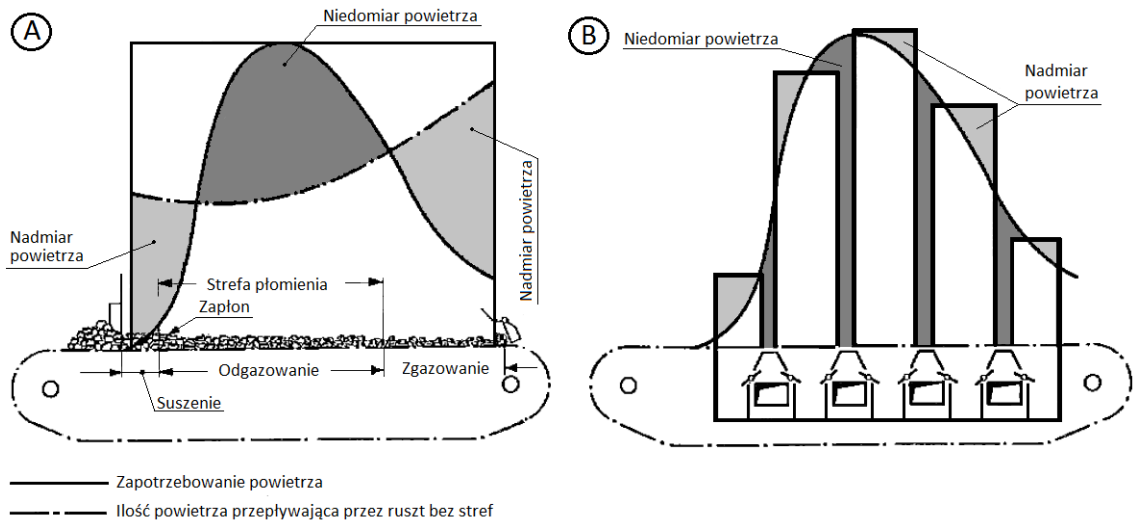 A
Niedomiar powietrza
Nadmiar
powietrza
Strefa płomienia
Zapłon
Nadmiar powietrza
Odgazowanie
Zgazowanie
Suszenie
B
Niedomiar powietrza
Nadmiar
powietrza
Zapotrzebowanie powietrza
Ilość powietrza przepływająca przez ruszt bez stref